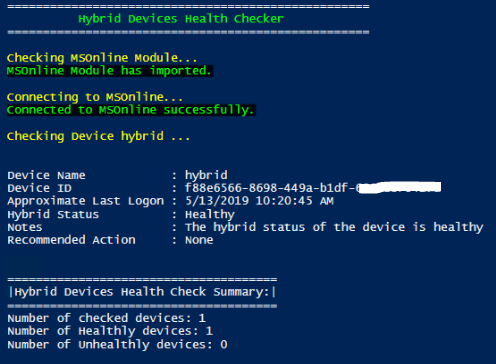 ==================================================
Hybrid Devices Health Checker
==================================================
Checking MSOnline Module...
MSOnline Module has imported.
Connecting to MSOnline...
Connected to MSOnline successfully.
Checking Device hybrid ...
Device Name : hybrid
Device ID : f88e6566-8698-449a-b1df-
Approximate Last Logon : 5/13/2019 10:20:45 AM
Hybrid Status : Healthy
Notes : The hybrid status of the device is healthy
Recommended Action : None
=====================================
|Hybrid Devices Health Check Summary:|
=====================================
Number of checked devices: 1
Number of Healthly devices: 1
Number of Unhealthly devices: 0